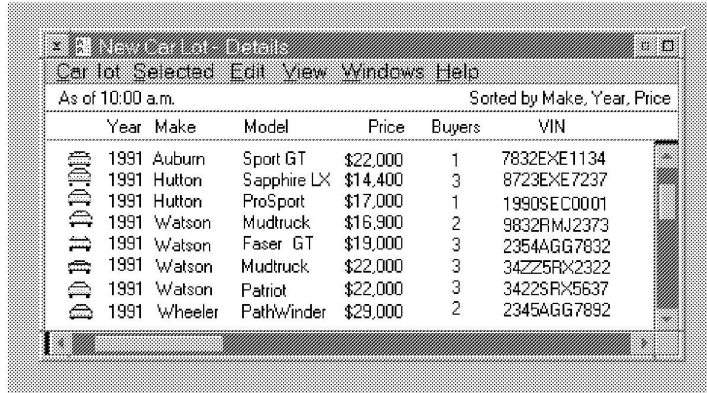 New Car Lot - Details
Car lot Selected Edit View Windows Help
As of 10:00 a.m. Sorted by Make, Year, Price
Year Make Model Price Buyers VIN
1991 Auburn Sport GT $22,000 1 7832EXE1134
1991 Hutton Sapphire LX $14,400 3 8723EXE7237
1991 Hutton ProSport $17,000 1 1990SEC0001
1991 Watson Mudtruck $16,900 2 9832RMJ2373
1991 Watson Faser GT $19,000 3 2354AGG7832
1991 Watson Mudtruck $22,000 3 34ZZ5RX2322
1991 Watson Patriot $22,000 3 3422SRX5637
1991 Wheeler PathWinder $29,000 2 2345AGG7892